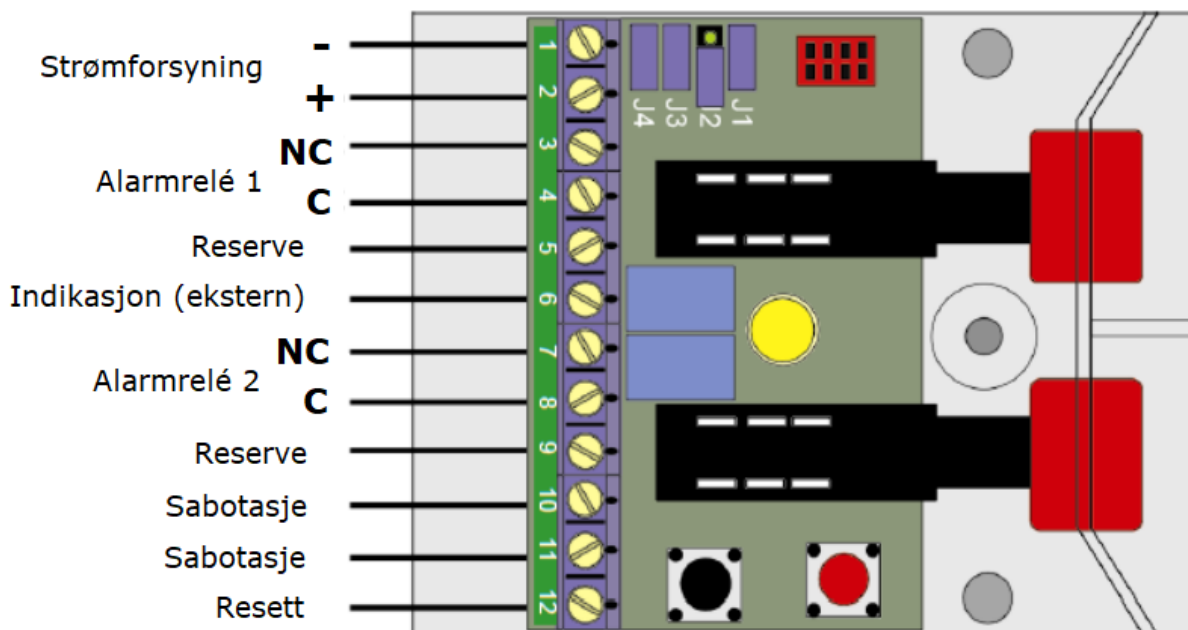 -
Strømforsyning
+
NC
Alarmrelé 1
C
Reserve
Indikasjon (ekstern)
NC
Alarmrelé 2
C
Reserve
Sabotasje
Sabotasje
Resett
1
2
3
4
5
6
7
8
9
10
11
12
J4 J3 J2 J1